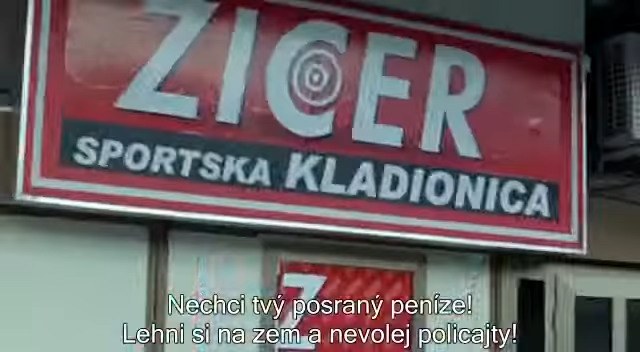 ZICER
SPORTSKA KLADIONICA
Z
Nechci tvý posraný peníze!
Lehni si na zem a nevolej policajty!